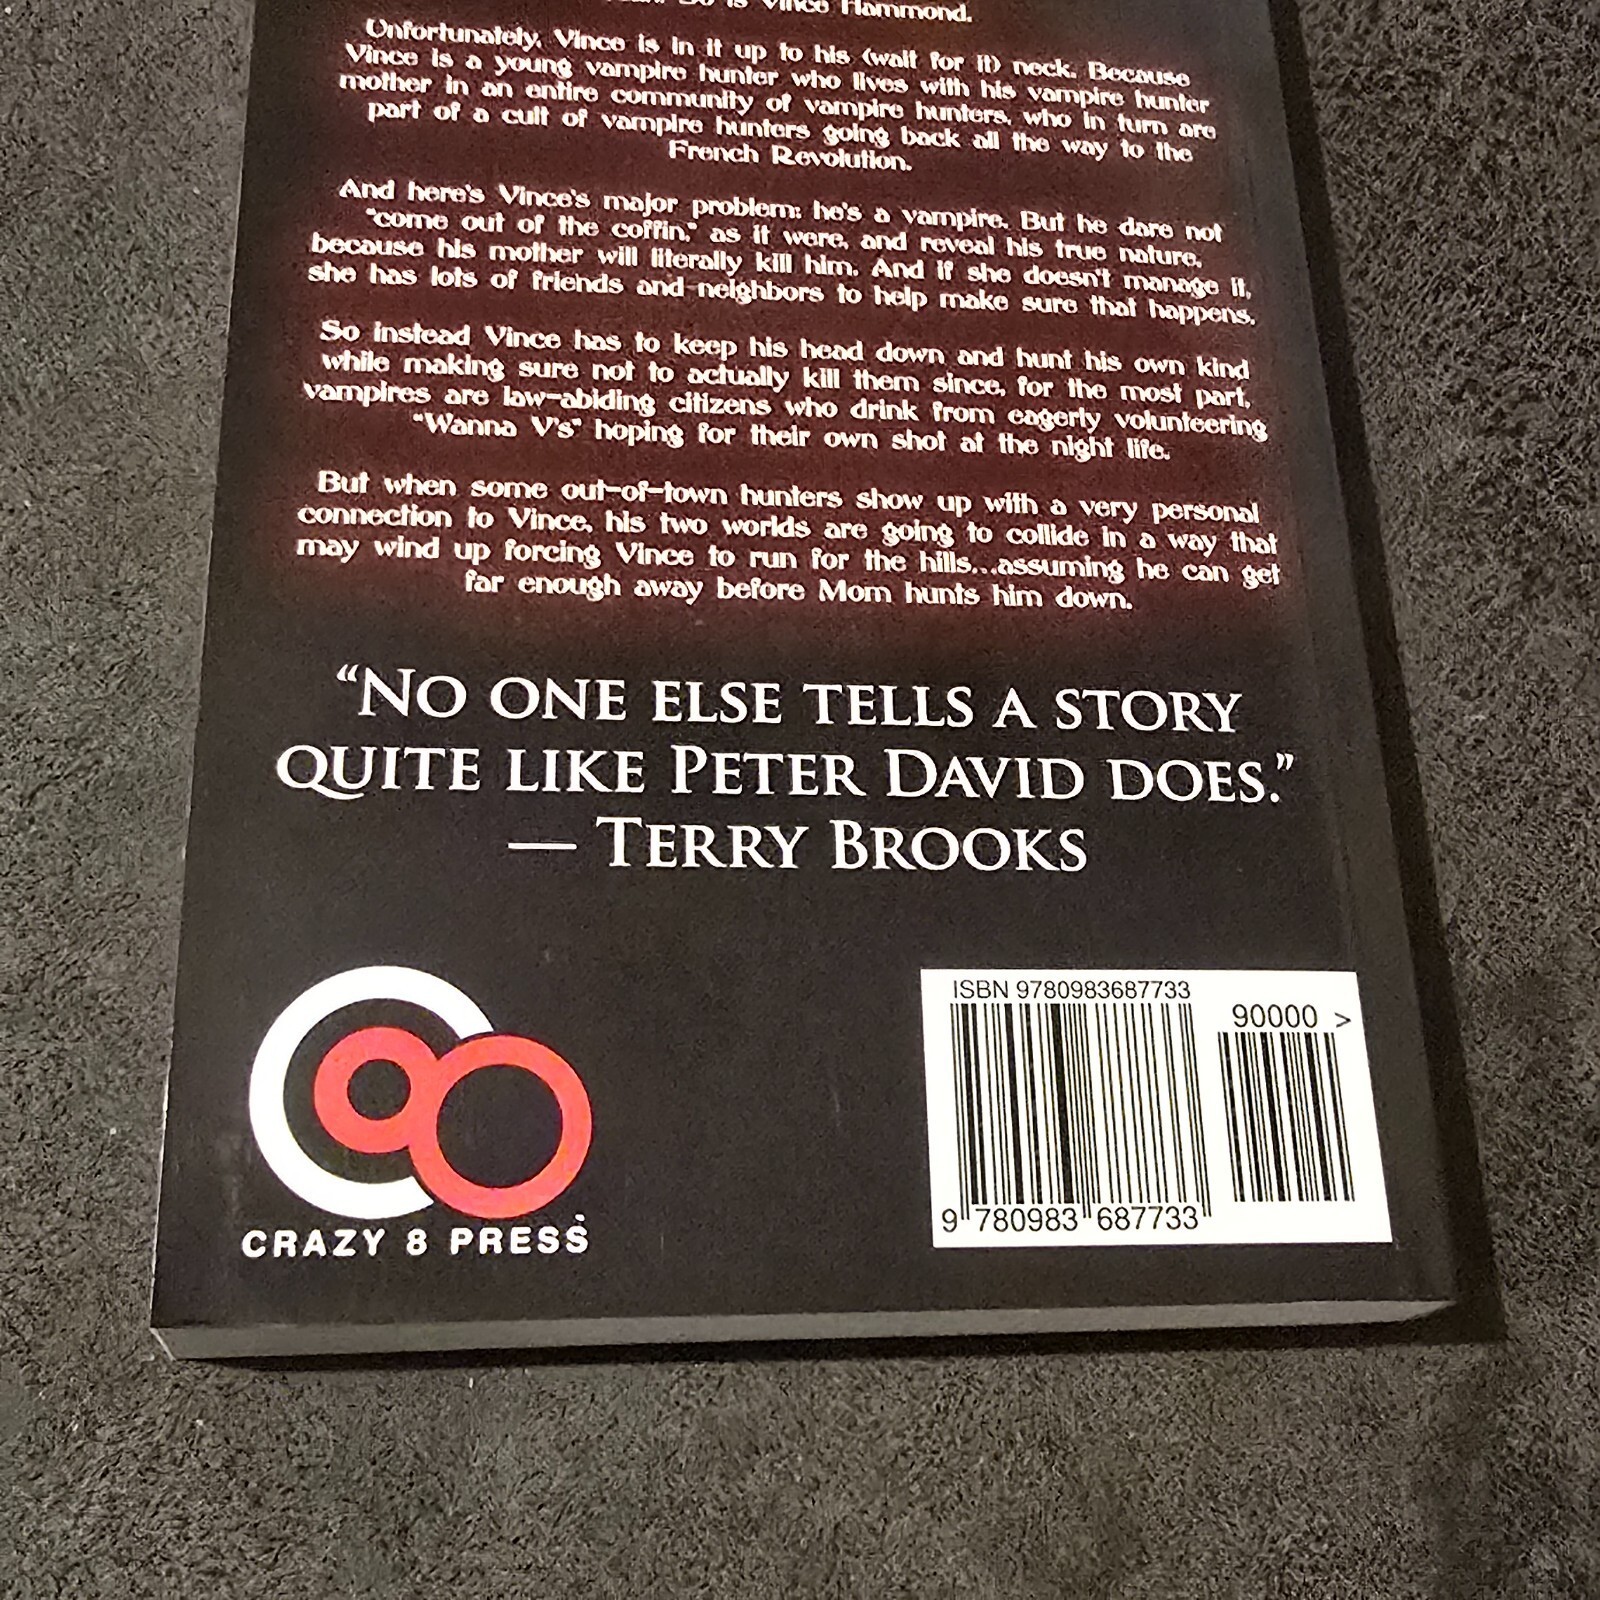 is Vince Hammond.
Unfortunately, Vince is in it up to his (wait for it) neck. Because
Vince is a young vampire hunter who lives with his vampire hunter
mother in an entire community of vampire hunters, who in turn are
part of a cult of vampire hunters going back all the way to the
French Revolution.
And here's Vince's major problem: he's a vampire. But he dare not
"come out of the coffin," as it were, and reveal his true nature,
because his mother will literally kill him. And if she doesn't manage it,
she has lots of friends and neighbors to help make sure that happens.
So instead Vince has to keep his head down and hunt his own kind
while making sure not to actually kill them since, for the most part,
vampires are law-abiding citizens who drink from eagerly volunteering
"Wanna V's" hoping for their own shot at the night life.
But when some out-of-town hunters show up with a very personal
connection to Vince, his two worlds are going to collide in a way that
may wind up forcing Vince to run for the hills...assuming he can get
far enough away before Mom hunts him down.
“NO ONE ELSE TELLS A STORY
QUITE LIKE PETER DAVID DOES.”
— TERRY BROOKS
CRAZY 8 PRESS
ISBN 9780983687733
90000 >
9 780983 687733